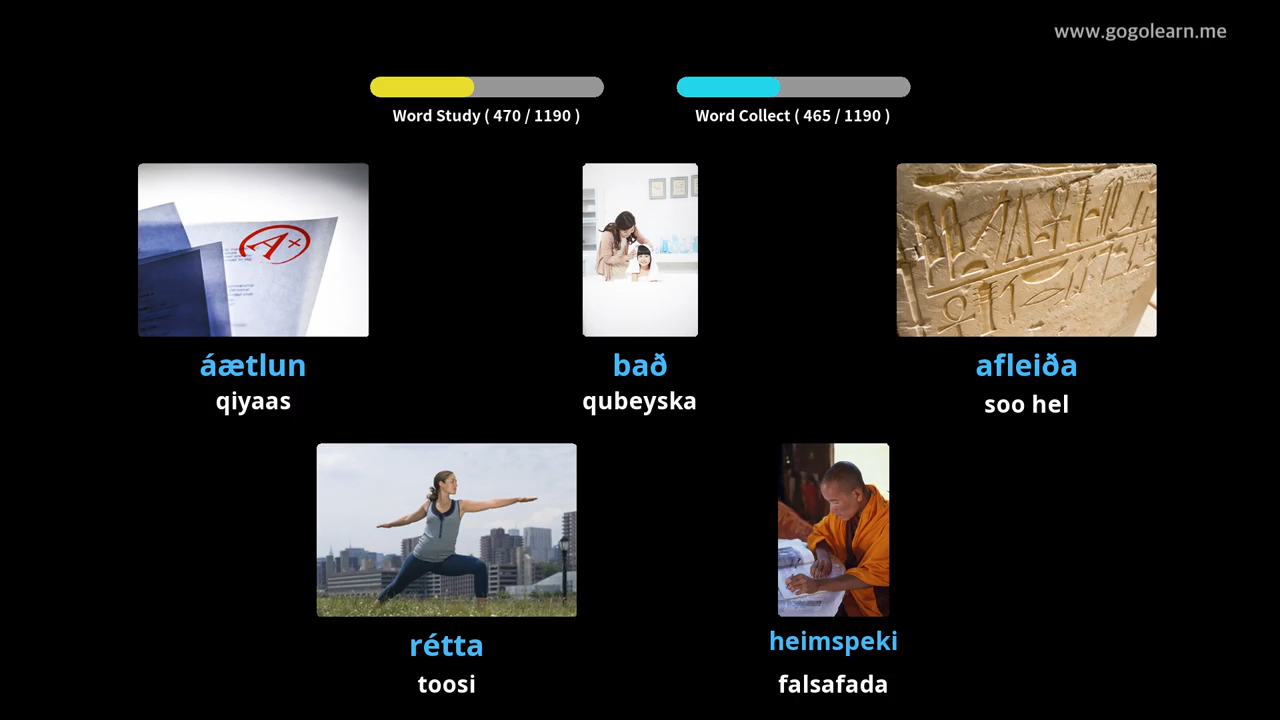 www.gogolearn.me
Word Study ( 470 / 1190 )
Word Collect ( 465 / 1190 )
A+
áætlun
qiyaas
bað
qubeyska
afleiða
soo hel
rétta
toosi
heimspeki
falsafada